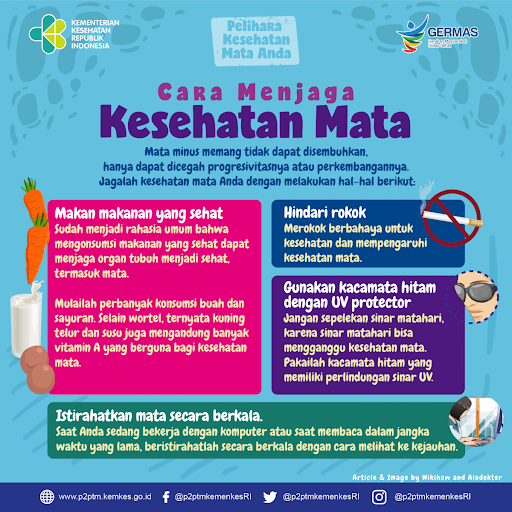 KEMENTERIAN
KESEHATAN
REPUBLIK
INDONESIA
Pelihara
Kesehatan
Mata Anda
GERMAS
Cara Menjaga
Kesehatan Mata
Mata minus memang tidak dapat disembuhkan,
hanya dapat dicegah progresivitasnya atau perkembangannya.
Jagalah kesehatan mata Anda dengan melakukan hal-hal berikut:
Makan makanan yang sehat
Sudah menjadi rahasia umum bahwa
mengonsumsi makanan yang sehat dapat
menjaga organ tubuh menjadi sehat,
termasuk mata.
Mulailah perbanyak konsumsi buah dan
sayuran. Selain wortel, ternyata kuning
telur dan susu juga mengandung banyak
vitamin A yang berguna bagi kesehatan
mata.
Hindari rokok
Merokok berbahaya untuk
kesehatan dan mempengaruhi
kesehatan mata.
Gunakan kacamata hitam
dengan UV protector
Jangan sepelekan sinar matahari,
karena sinar matahari bisa
mengganggu kesehatan mata.
Pakailah kacamata hitam yang
memiliki perlindungan sinar UV.
Istirahatkan mata secara berkala.
Saat Anda sedang bekerja dengan komputer atau saat membaca dalam jangka
waktu yang lama, beristirahatlah secara berkala dengan cara melihat ke kejauhan.
Article & Image by Wikihow and Alodokter
www.p2ptm.kemkes.go.id
@p2ptmkemenkesRI
@p2ptmkememkesRI
@p2ptmkemenkesRI